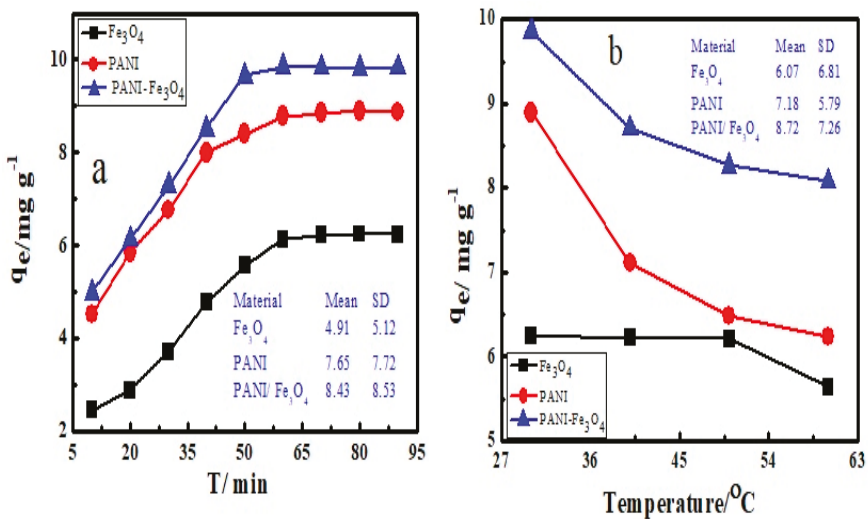 Fe₃O₄
PANI
PANI-Fe₃O₄
a
Material Mean SD
Fe₃O₄ 4.91 5.12
PANI 7.65 7.72
PANI/ Fe₃O₄ 8.43 8.53
10
8
6
4
2
qe/mg g⁻¹
5 20 35 50 65 80 95
T/ min
b
Material Mean SD
Fe₃O₄ 6.07 6.81
PANI 7.18 5.79
PANI/ Fe₃O₄ 8.72 7.26
10
9
8
7
6
5
qe/ mg g⁻¹
Fe₃O₄
PANI
PANI-Fe₃O₄
27 36 45 54 63
Temperature/⁰C